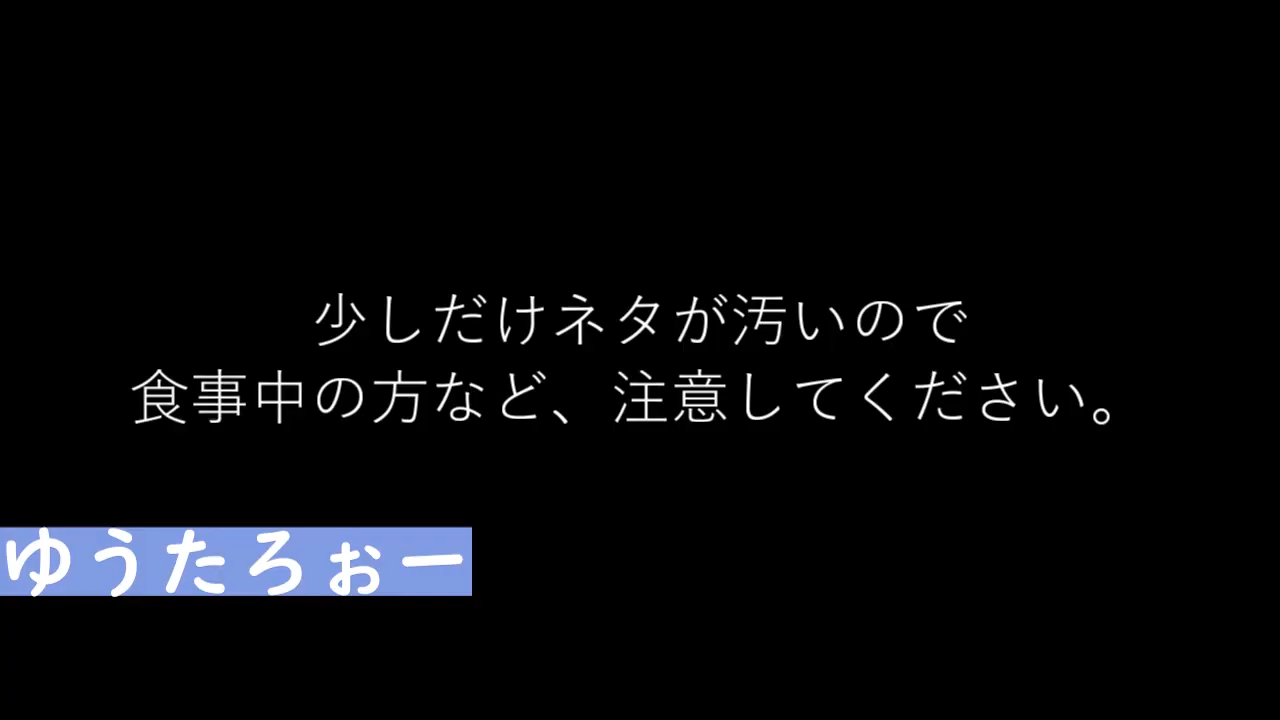 少しだけネタが汚いので
食事中の方など、注意してください。
ゆうたろぉー